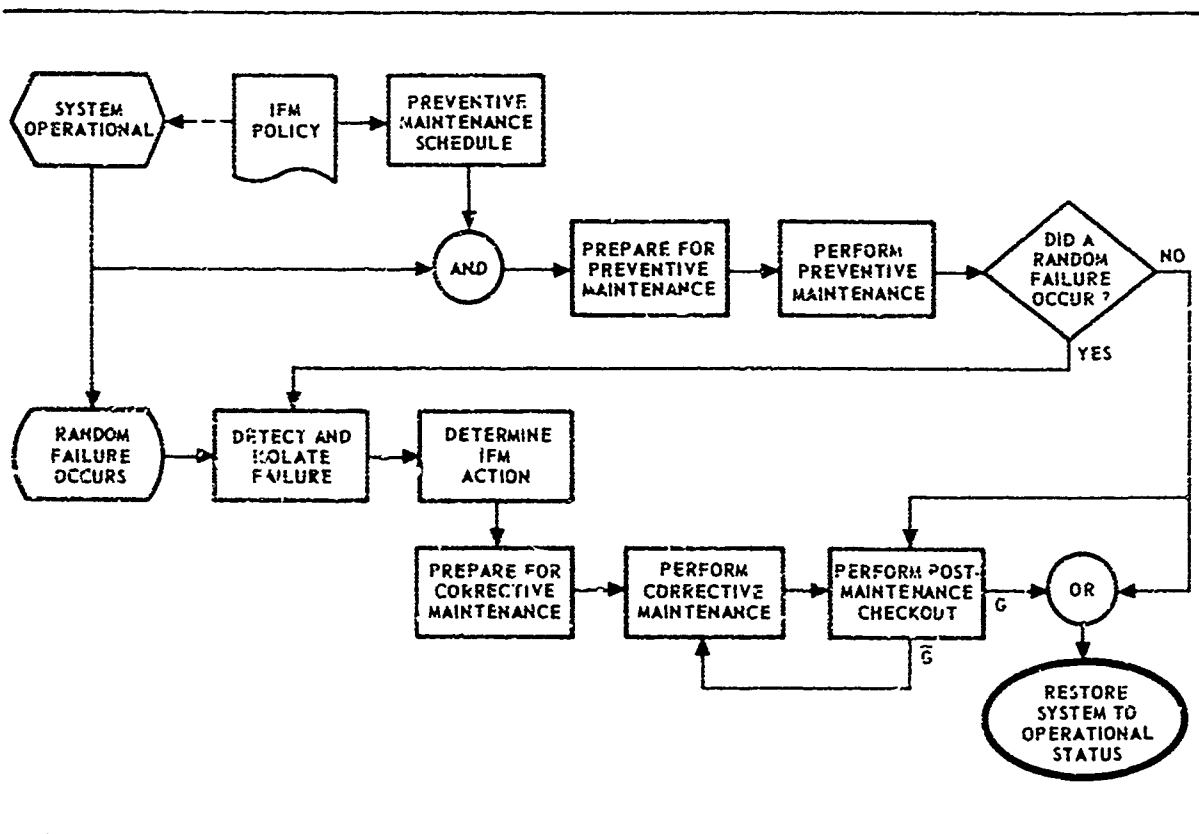 SYSTEM
OPERATIONAL
IFM
POLICY
PREVENTIVE
MAINTENANCE
SCHEDULE
AND
PREPARE FOR
PREVENTIVE
MAINTENANCE
PERFORM
PREVENTIVE
MAINTENANCE
DID A
RANDOM
FAILURE
OCCUR ?
NO
YES
RANDOM
FAILURE
OCCURS
DETECT AND
ISOLATE
FAILURE
DETERMINE
IFM
ACTION
PREPARE FOR
CORRECTIVE
MAINTENANCE
PERFORM
CORRECTIVE
MAINTENANCE
PERFORM POST-
MAINTENANCE
CHECKOUT
G
G̅
OR
RESTORE
SYSTEM TO
OPERATIONAL
STATUS